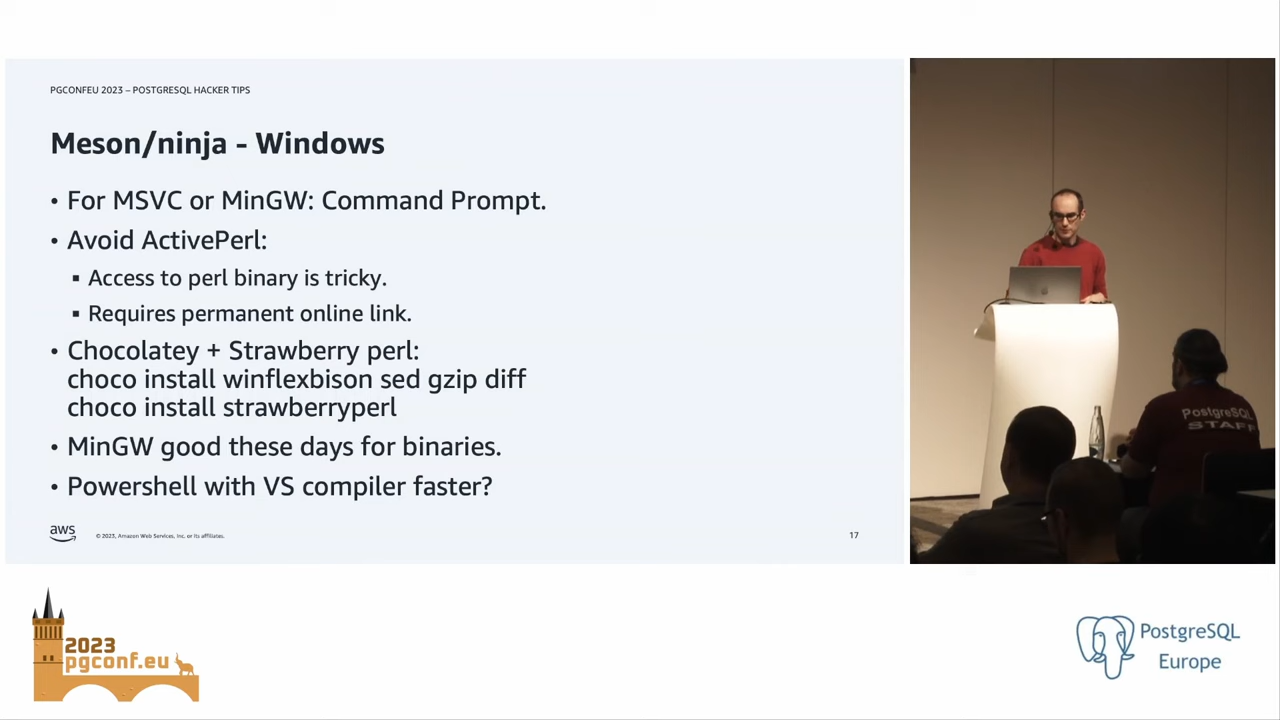 PGCONFEU 2023 – POSTGRESQL HACKER TIPS
Meson/ninja - Windows
• For MSVC or MinGW: Command Prompt.
• Avoid ActivePerl:
▪ Access to perl binary is tricky.
▪ Requires permanent online link.
• Chocolatey + Strawberry perl:
choco install winflexbison sed gzip diff
choco install strawberryperl
• MinGW good these days for binaries.
• Powershell with VS compiler faster?
aws
© 2023, Amazon Web Services, Inc. or its affiliates.
17
PostgreSQL
STAFF
2023
pgconf.eu
PostgreSQL
Europe